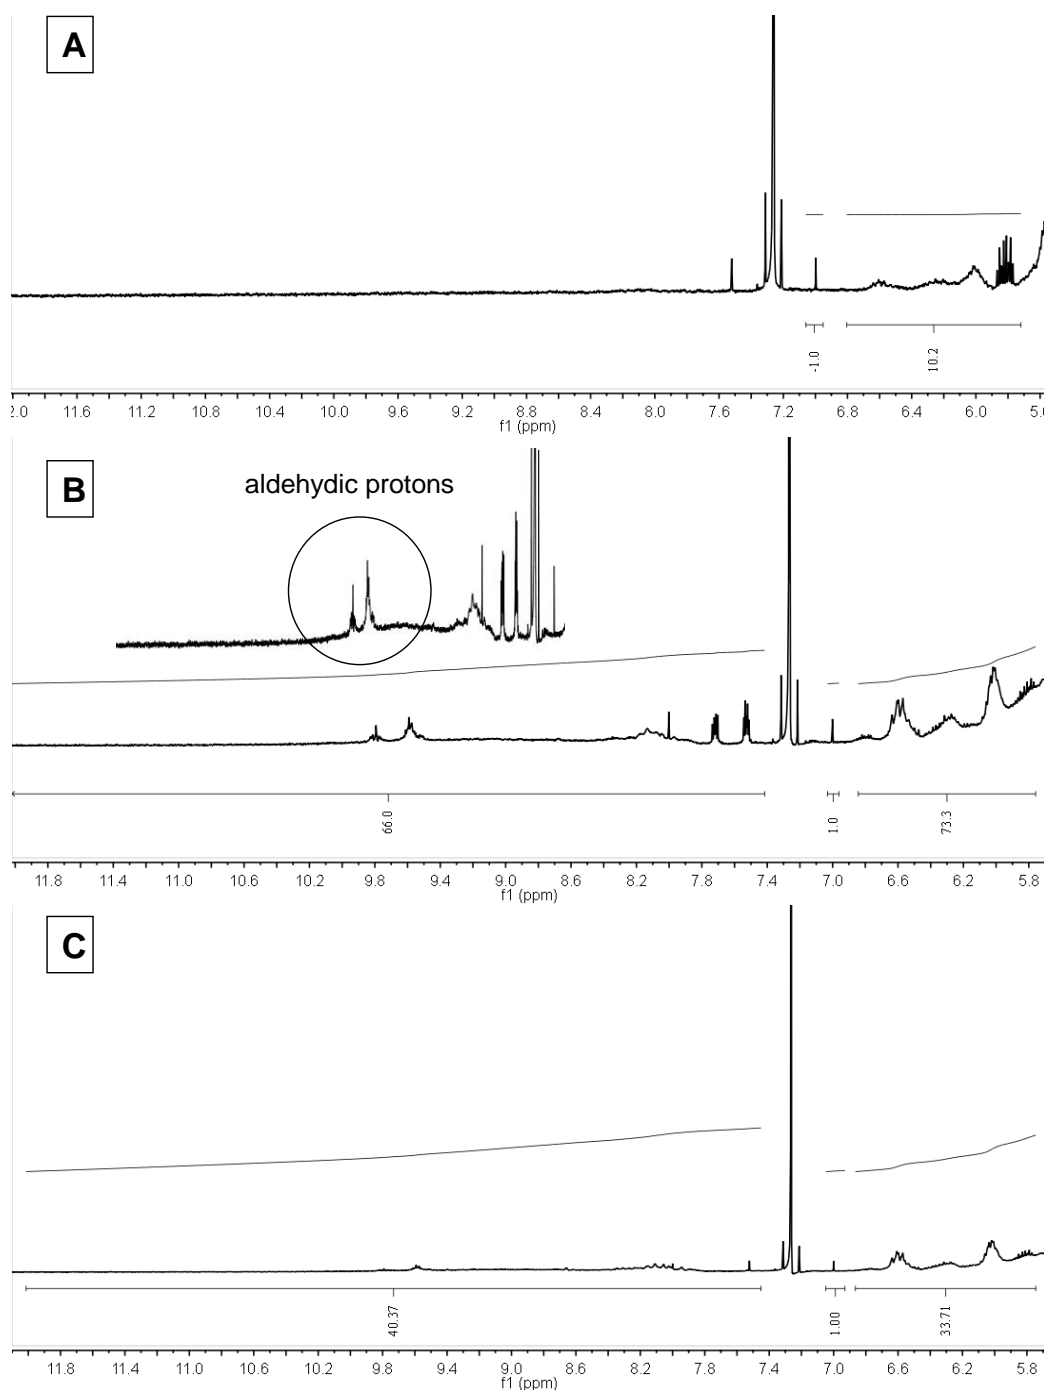 A
-1.0
10.2
2.0 11.6 11.2 10.8 10.4 10.0 9.6 9.2 8.8 8.4 8.0 7.6 7.2 6.8 6.4 6.0 5.6
f1 (ppm)
B
aldehydic protons
66.0
1.0
73.3
11.8 11.4 11.0 10.6 10.2 9.8 9.4 9.0 8.6 8.2 7.8 7.4 7.0 6.6 6.2 5.8
f1 (ppm)
C
40.37
1.00
33.71
11.8 11.4 11.0 10.6 10.2 9.8 9.4 9.0 8.6 8.2 7.8 7.4 7.0 6.6 6.2 5.8
f1 (ppm)